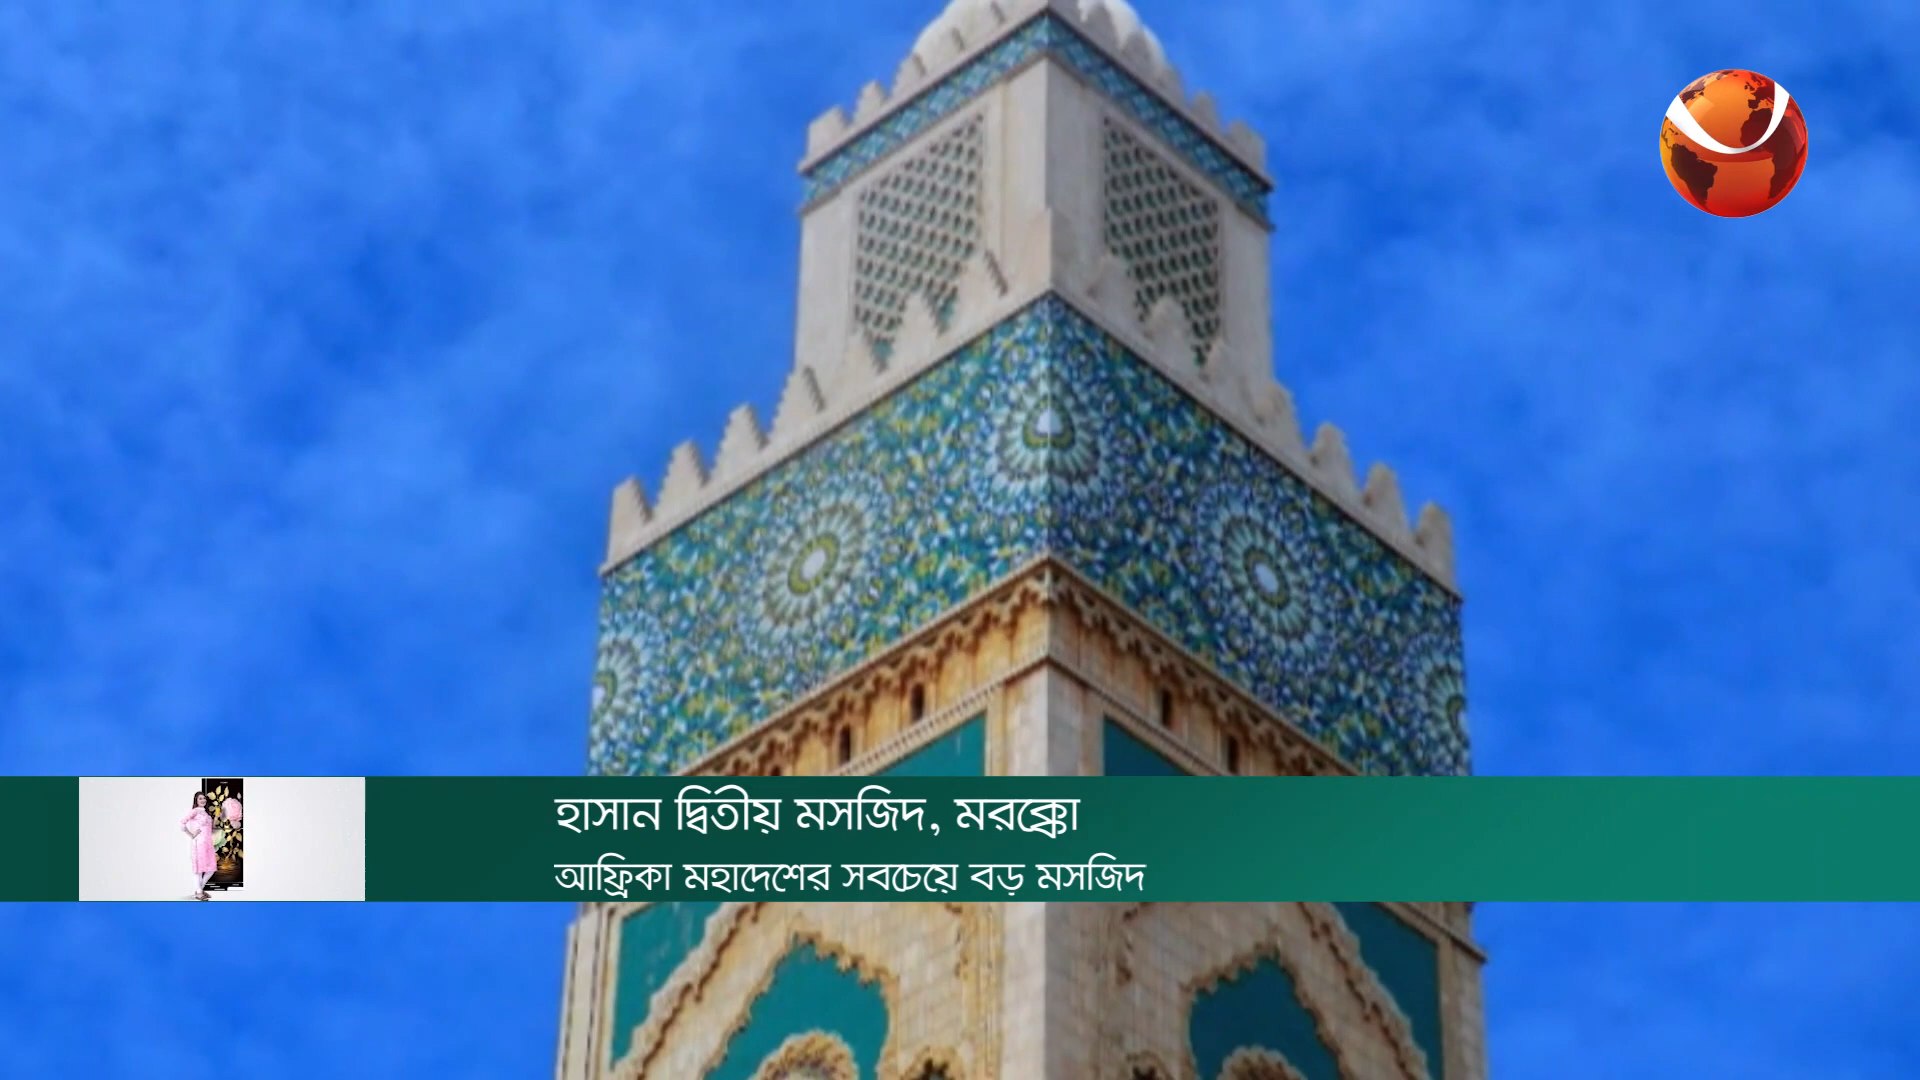 হাসান দ্বিতীয় মসজিদ, মরক্কো
আফ্রিকা মহাদেশের সবচেয়ে বড় মসজিদ